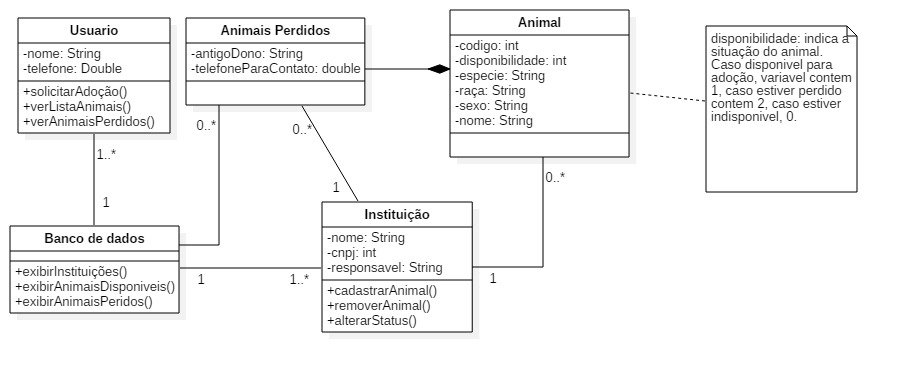 Usuario
-nome: String
-telefone: Double
+solicitarAdoção()
+verListaAnimais()
+verAnimaisPerdidos()
Animais Perdidos
-antigoDono: String
-telefoneParaContato: double
Animal
-codigo: int
-disponibilidade: int
-especie: String
-raça: String
-sexo: String
-nome: String
disponibilidade: indica a
situação do animal.
Caso disponivel para
adoção, variavel contem
1, caso estiver perdido
contem 2, caso estiver
indisponivel, 0.
0..*
0..*
1..*
1
1
0..*
Banco de dados
+exibirInstituições()
+exibirAnimaisDisponiveis()
+exibirAnimaisPeridos()
1
1..*
Instituição
-nome: String
-cnpj: int
-responsavel: String
+cadastrarAnimal()
+removerAnimal()
+alterarStatus()
1